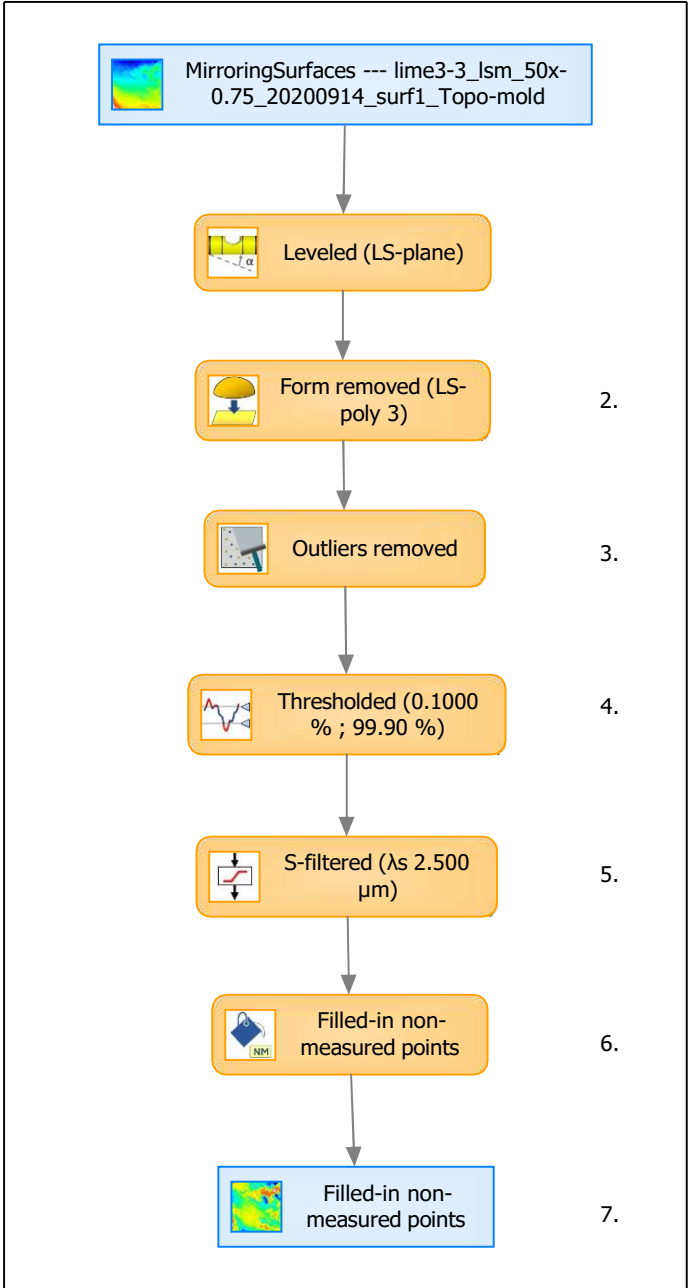 MirroringSurfaces --- lime3-3_lsm_50x-
0.75_20200914_surf1_Topo-mold
α
Leveled (LS-plane)
Form removed (LS-
poly 3)
2.
Outliers removed
3.
Thresholded (0.1000
% ; 99.90 %)
4.
S-filtered (λs 2.500
µm)
5.
NM
Filled-in non-
measured points
6.
Filled-in non-
measured points
7.